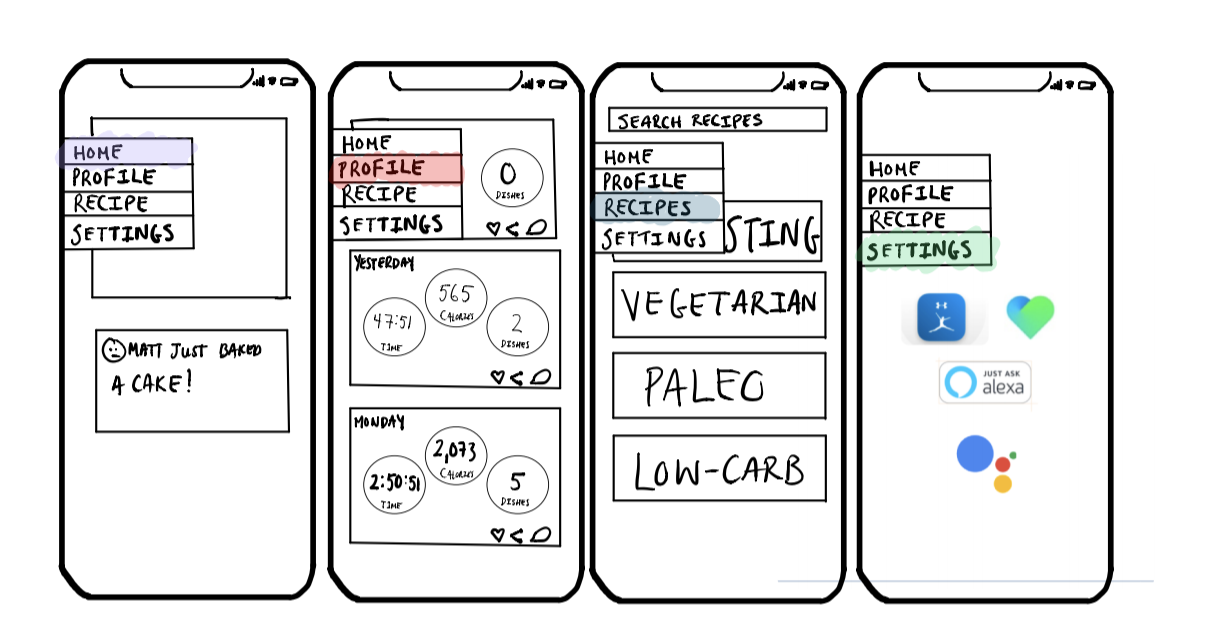 HOME
PROFILE
RECIPE
SETTINGS
MATT JUST BAKED
A CAKE!
HOME
PROFILE
RECIPE
SETTINGS
0
DISHES
YESTERDAY
565
CALORIES
47:51
TIME
2
DISHES
MONDAY
2,073
CALORIES
2:50:51
TIME
5
DISHES
SEARCH RECIPES
HOME
PROFILE
RECIPES
SETTINGS
STING
VEGETARIAN
PALEO
LOW-CARB
HOME
PROFILE
RECIPE
SETTINGS
JUST ASK
alexa